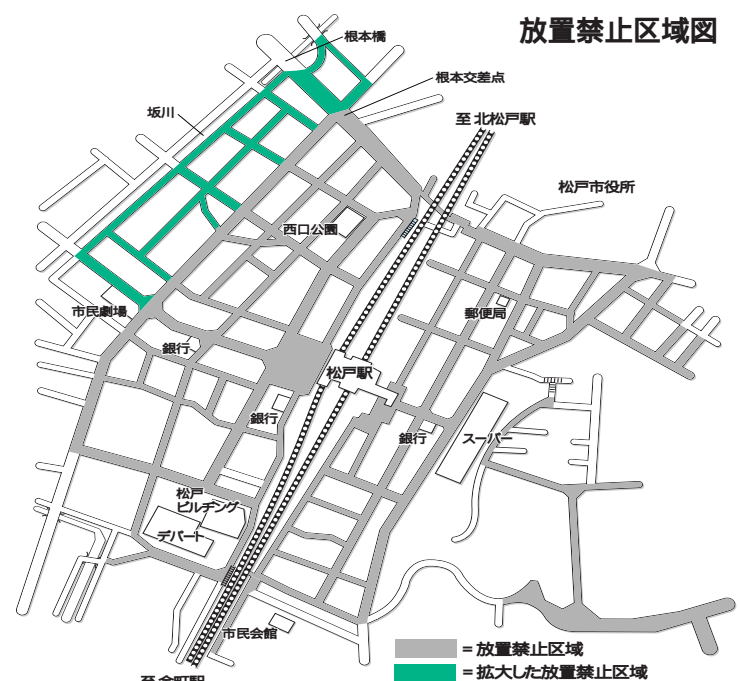 放置禁止区域図
根本橋
根本交差点
坂川
至 北松戸駅
松戸市役所
西口公園
市民劇場
郵便局
銀行
松戸駅
銀行
銀行
スーパー
松戸
ビルヂング
デパート
市民会館
= 放置禁止区域
= 拡大した放置禁止区域
至 金町駅